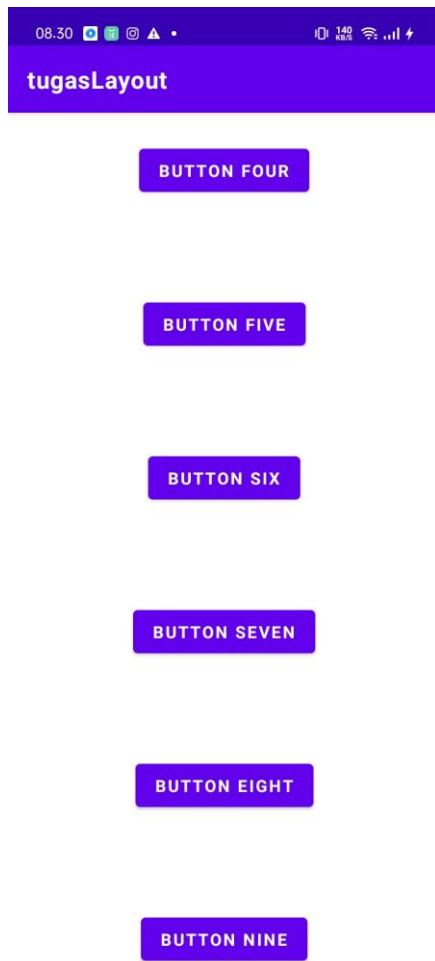 08.30
140
KB/S
tugasLayout
BUTTON FOUR
BUTTON FIVE
BUTTON SIX
BUTTON SEVEN
BUTTON EIGHT
BUTTON NINE